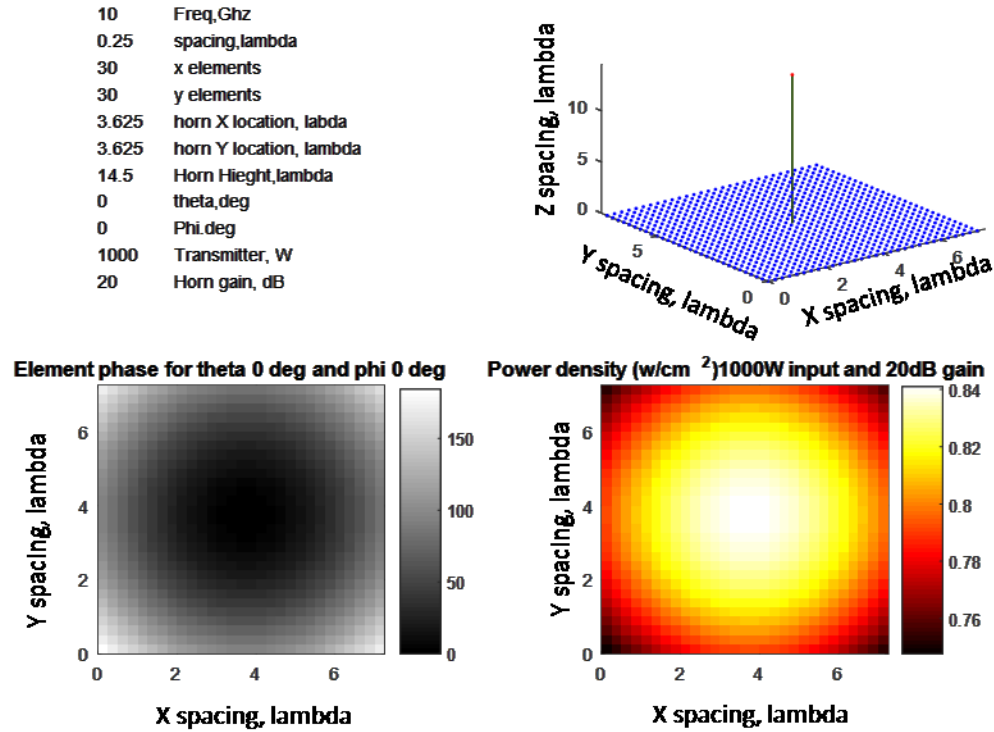 10 Freq,Ghz
0.25 spacing,lambda
30 x elements
30 y elements
3.625 horn X location, labda
3.625 horn Y location, lambda
14.5 Horn Hieght,lambda
0 theta,deg
0 Phi.deg
1000 Transmitter, W
20 Horn gain, dB
Z spacing, lambda
10
5
0
Y spacing, lambda
5
0
0
2
4
6
X spacing, lambda
Element phase for theta 0 deg and phi 0 deg
Y spacing, lambda
6
4
2
0
0 2 4 6
X spacing, lambda
150
100
50
0
Power density (w/cm 2)1000W input and 20dB gain
Y spacing, lambda
6
4
2
0
0 2 4 6
X spacing, lambda
0.84
0.82
0.8
0.78
0.76